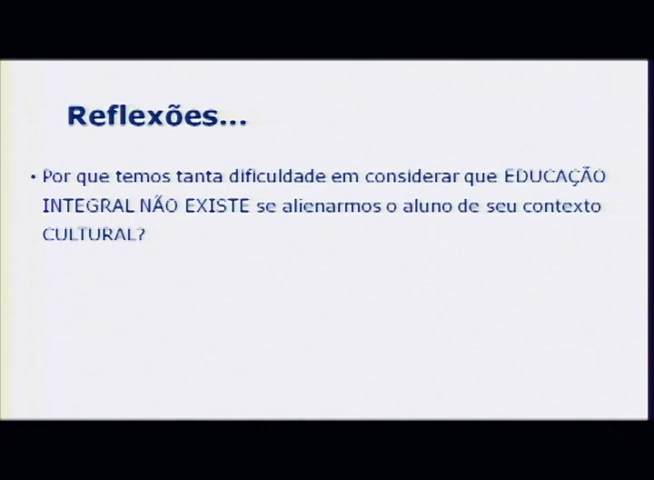 Reflexões...
• Por que temos tanta dificuldade em considerar que EDUCAÇÃO
INTEGRAL NÃO EXISTE se alienarmos o aluno de seu contexto
CULTURAL?